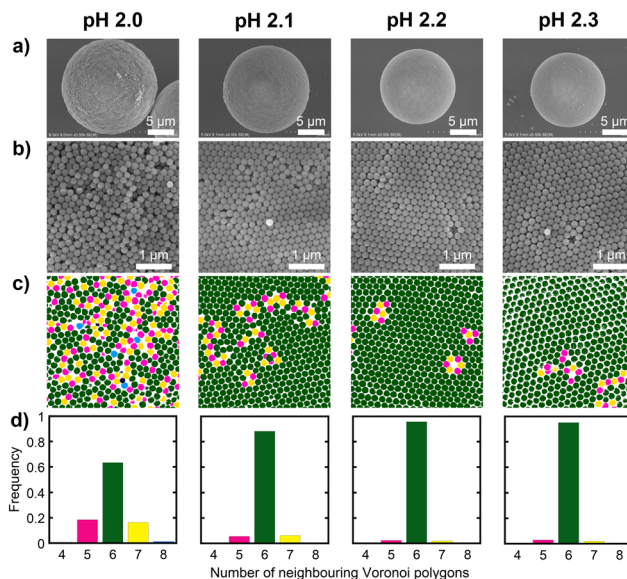 pH 2.0 pH 2.1 pH 2.2 pH 2.3
a)
5 µm 5 µm 5 µm 5 µm
b)
1 µm 1 µm 1 µm 1 µm
c)
d)
Frequency
1
0.8
0.6
0.4
0.2
0
4 5 6 7 8 4 5 6 7 8 4 5 6 7 8 4 5 6 7 8
Number of neighbouring Voronoi polygons